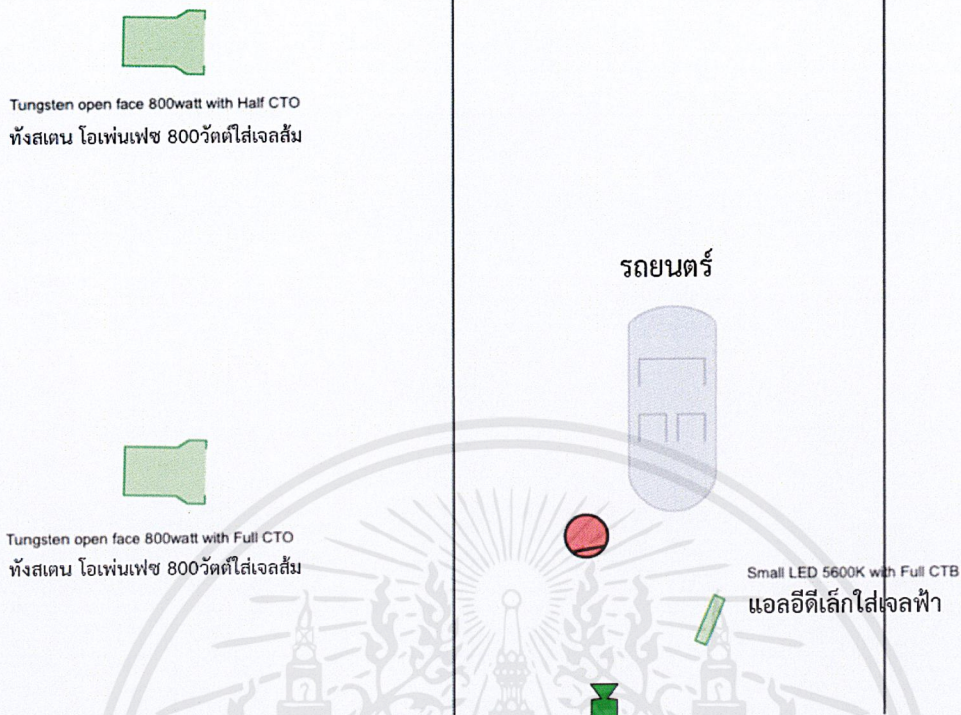 Tungsten open face 800watt with Half CTO
ทังสเตน โอเพ่นเฟซ 800วัตต์ใส่เจลส้ม
รถยนตร์
Tungsten open face 800watt with Full CTO
ทังสเตน โอเพ่นเฟซ 800วัตต์ใส่เจลส้ม
Small LED 5600K with Full CTB
แอลอีดีเล็กใส่เจลฟ้า